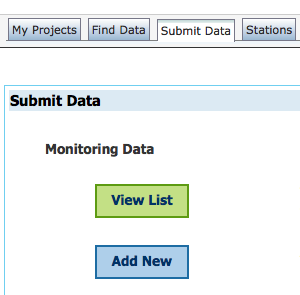 My Projects Find Data Submit Data Stations
Submit Data
Monitoring Data
View List
Add New